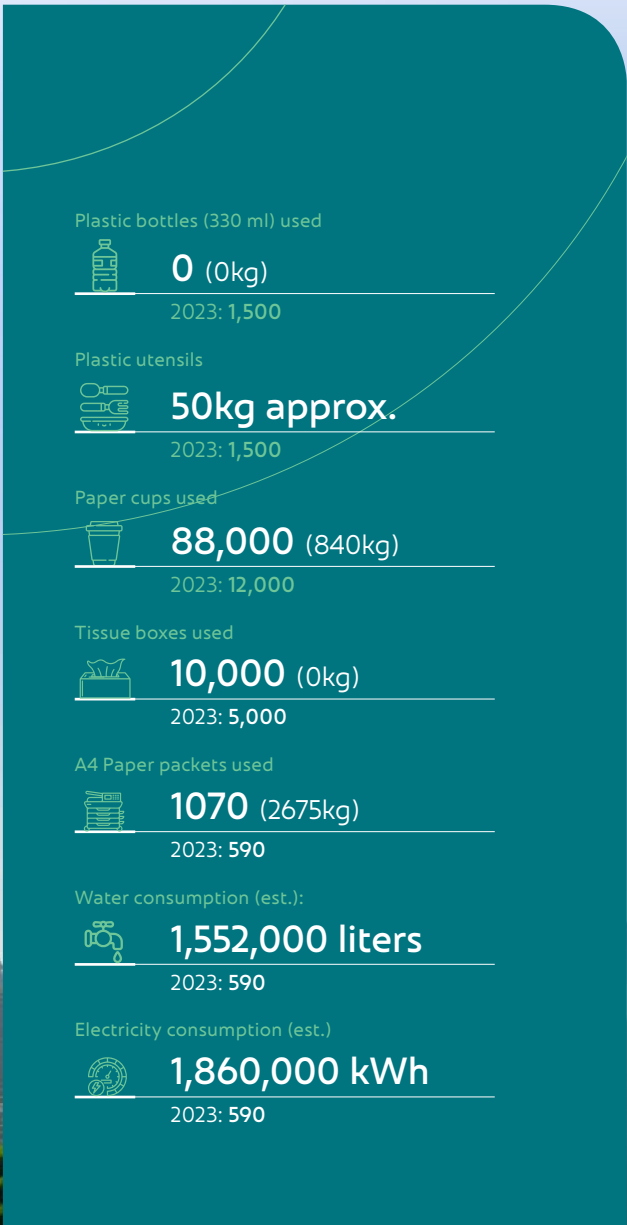 Plastic bottles (330 ml) used
0 (0kg)
2023: 1,500
Plastic utensils
50kg approx.
2023: 1,500
Paper cups used
88,000 (840kg)
2023: 12,000
Tissue boxes used
10,000 (0kg)
2023: 5,000
A4 Paper packets used
1070 (2675kg)
2023: 590
Water consumption (est.):
1,552,000 liters
2023: 590
Electricity consumption (est.)
1,860,000 kWh
2023: 590